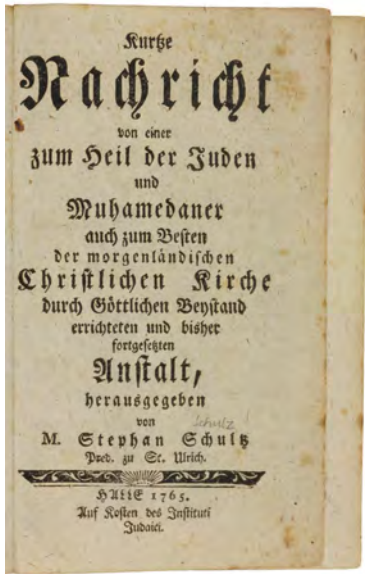 Kurtze
Nachricht
von einer
zum Heil der Juden
und
Muhamedaner
auch zum Besten
der morgenländischen
Christlichen Kirche
durch Göttlichen Beystand
errichteten und bisher
fortgesetzten
Anstalt,
herausgegeben
von
Schultz
M. Stephan Schultz
Pred. zu St. Ulrich.
HALLE 1765.
Auf Kosten des Instituti
Judaici.